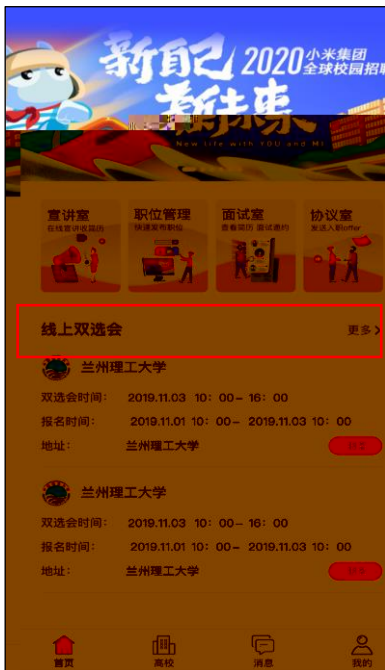 新自己 2020 小米集团
全球校园招聘
新未来
New life with YOU and MI
宣讲室 职位管理 面试室 协议室
在线宣讲收简历 快速发布职位 查看简历 面试邀约 发送入职offer
线上双选会 更多
兰州理工大学
双选会时间: 2019.11.03 10:00-16:00
报名时间: 2019.11.01 10:00- 2019.11.03 10:00
地址: 兰州理工大学
兰州理工大学
双选会时间: 2019.11.03 10:00-16:00
报名时间: 2019.11.01 10:00- 2019.11.03 10:00
地址: 兰州理工大学
首页 高校 消息 我的